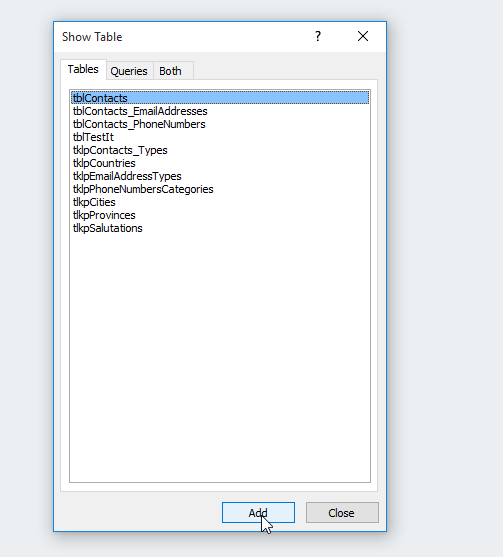 Show Table
?
Tables Queries Both
tblContacts
tblContacts_EmailAddresses
tblContacts_PhoneNumbers
tblTestIt
tklpContacts_Types
tklpCountries
tklpEmailAddressTypes
tklpPhoneNumbersCategories
tlkpCities
tlkpProvinces
tlkpSalutations
Add Close